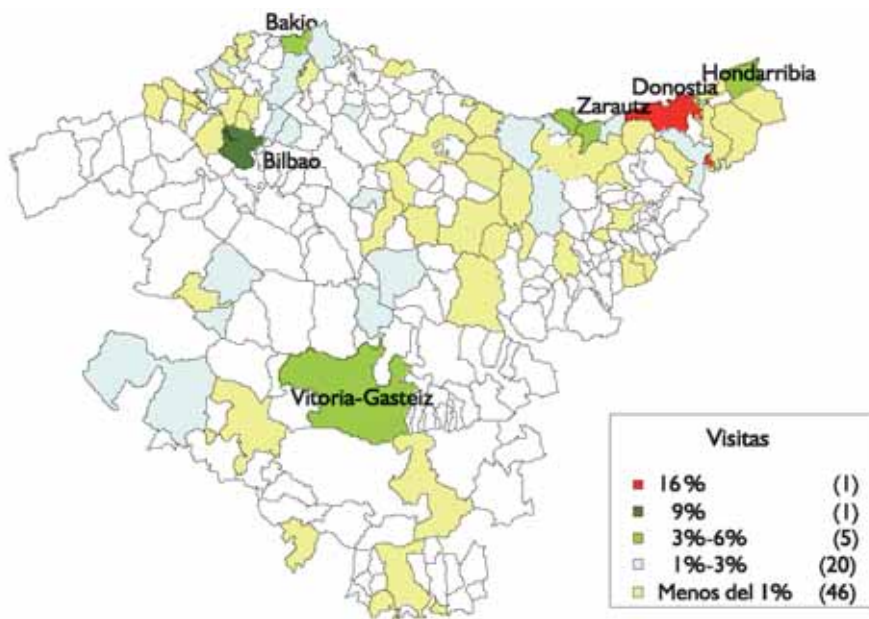 Bakio
Hondarribia
Donostia
Zarautz
Bilbao
Vitoria-Gasteiz
Visitas
16% (1)
9% (1)
3%-6% (5)
1%-3% (20)
Menos del 1% (46)